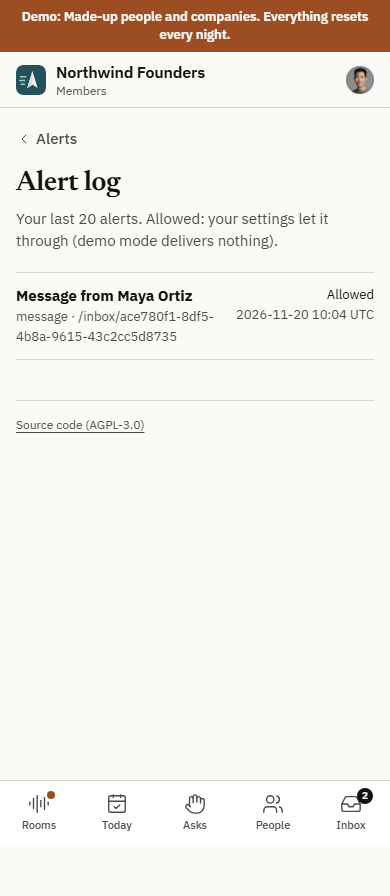 Demo: Made-up people and companies. Everything resets
every night.
Northwind Founders
Members
Alerts
Alert log
Your last 20 alerts. Allowed: your settings let it
through (demo mode delivers nothing).
Message from Maya Ortiz
Allowed
message · /inbox/ace780f1-8df5-
4b8a-9615-43c2cc5d8735
2026-11-20 10:04 UTC
Source code (AGPL-3.0)
2
Rooms
Today
Asks
People
Inbox